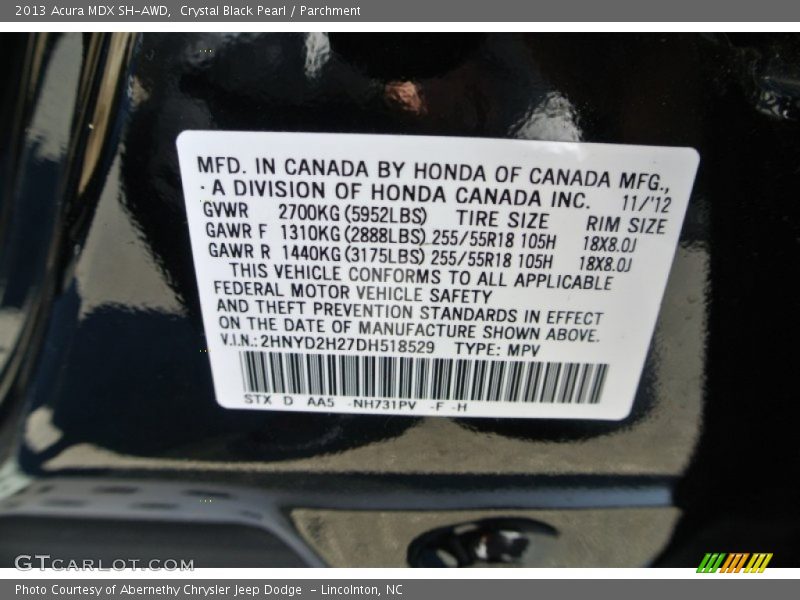 2013 Acura MDX SH-AWD,  Crystal Black Pearl / Parchment
MFD. IN CANADA BY HONDA OF CANADA MFG.,
· A DIVISION OF HONDA CANADA INC. 11/'12
GVWR 2700KG (5952LBS) TIRE SIZE RIM SIZE
GAWR F 1310KG (2888LBS) 255/55R18 105H 18X8.0J
GAWR R 1440KG (3175LBS) 255/55R18 105H 18X8.0J
THIS VEHICLE CONFORMS TO ALL APPLICABLE
FEDERAL MOTOR VEHICLE SAFETY
AND THEFT PREVENTION STANDARDS IN EFFECT
ON THE DATE OF MANUFACTURE SHOWN ABOVE.
V.I.N.: 2HNYD2H27DH518529 TYPE: MPV
STX D AA5 -NH731PV -F -H
GTCarLot.com
Photo Courtesy of Abernethy Chrysler Jeep Dodge - Lincolnton, NC